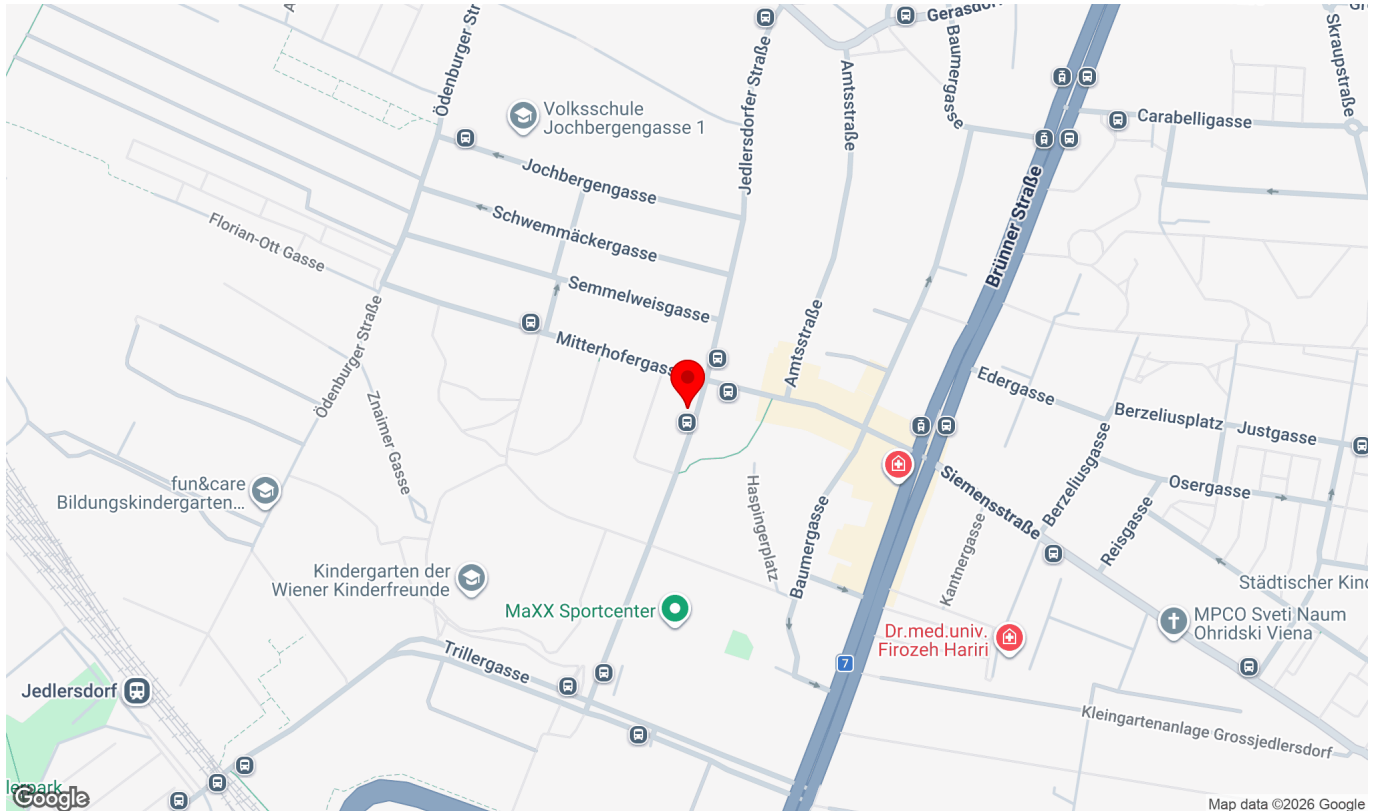 Ödenburger Str
Gerasdorf
Jedlersdorfer Straße
Amtsstraße
Baumergasse
Skraupstraße
Volksschule
Jochbergengasse 1
Carabelligasse
Jochbergengasse
Schwemmäckergasse
Florian-Ott Gasse
Brünner Straße
Semmelweisgasse
Ödenburger Straße
Mitterhofergass
Amtsstraße
Edergasse
Znaimer Gasse
Berzeliusplatz
Justgasse
Berzeliusgasse
fun&care
Bildungskindergarten...
Haspingerplatz
Siemensstraße
Osergasse
Reisgasse
Baumergasse
Kantnergasse
Kindergarten der
Wiener Kinderfreunde
Städtischer Kind
MaXX Sportcenter
MPCO Sveti Naum
Ohridski Viena
Dr.med.univ.
Firozeh Hariri
Trillergasse
7
Jedlersdorf
Kleingartenanlage Grossjedlersdorf
lerpark
Google
Map data ©2026 Google